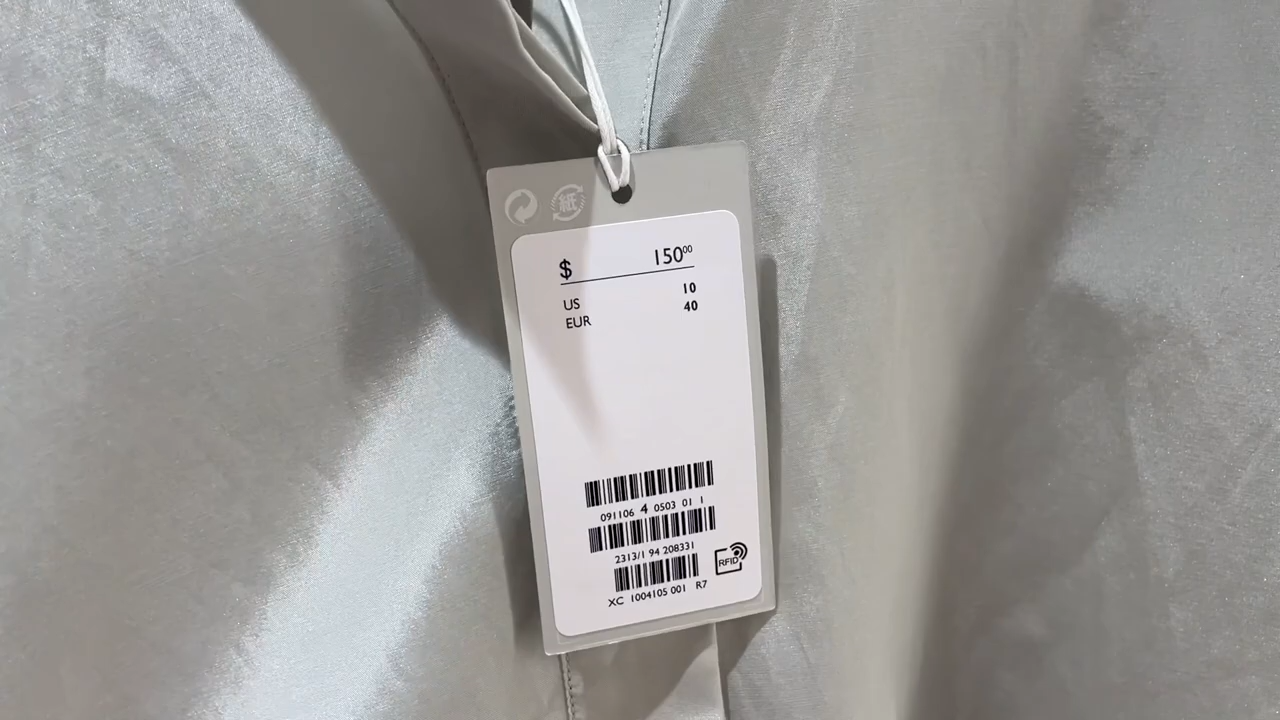 紙
$ 150⁰⁰
US 10
EUR 40
091106 4 0503 01 1
2313/1 94 208331
RFID
XC 1004105 001 R7